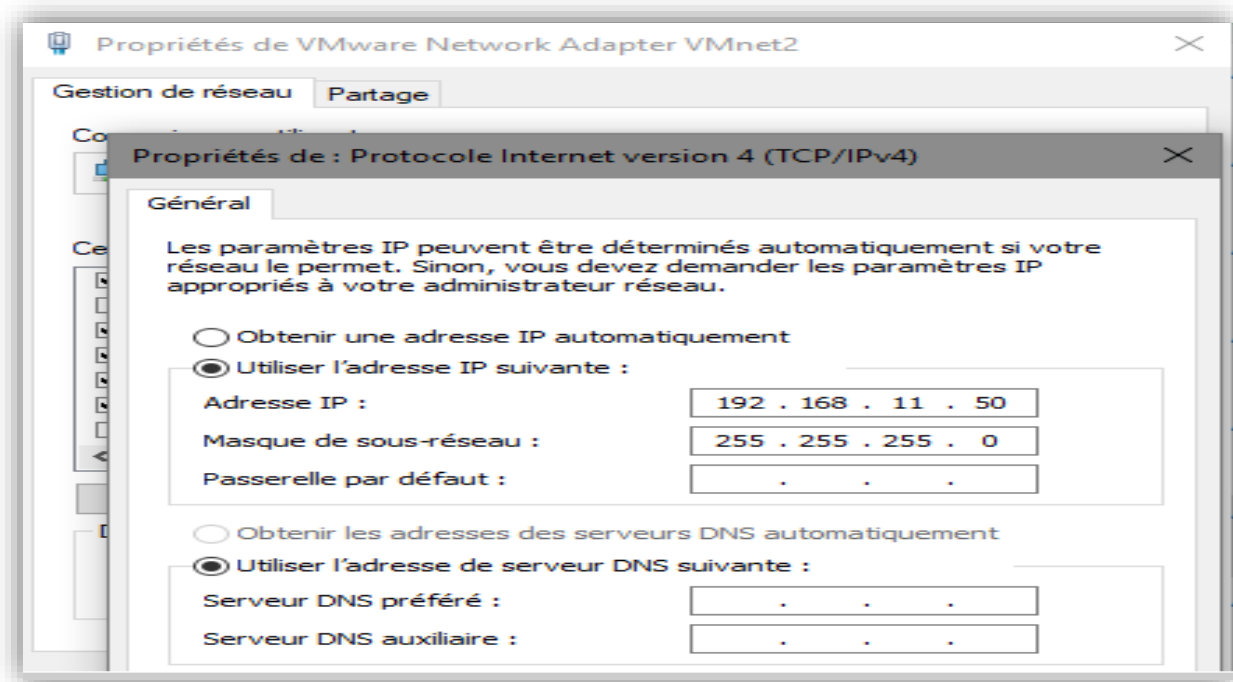 Propriétés de VMware Network Adapter VMnet2
Gestion de réseau
Partage
Propriétés de : Protocole Internet version 4 (TCP/IPv4)
Général
Les paramètres IP peuvent être déterminés automatiquement si votre
réseau le permet. Sinon, vous devez demander les paramètres IP
appropriés à votre administrateur réseau.
Obtenir une adresse IP automatiquement
Utiliser l'adresse IP suivante :
Adresse IP :
192 . 168 . 11 . 50
Masque de sous-réseau :
255 . 255 . 255 . 0
Passerelle par défaut :
. . .
Obtenir les adresses des serveurs DNS automatiquement
Utiliser l'adresse de serveur DNS suivante :
Serveur DNS préféré :
. . .
Serveur DNS auxiliaire :
. . .